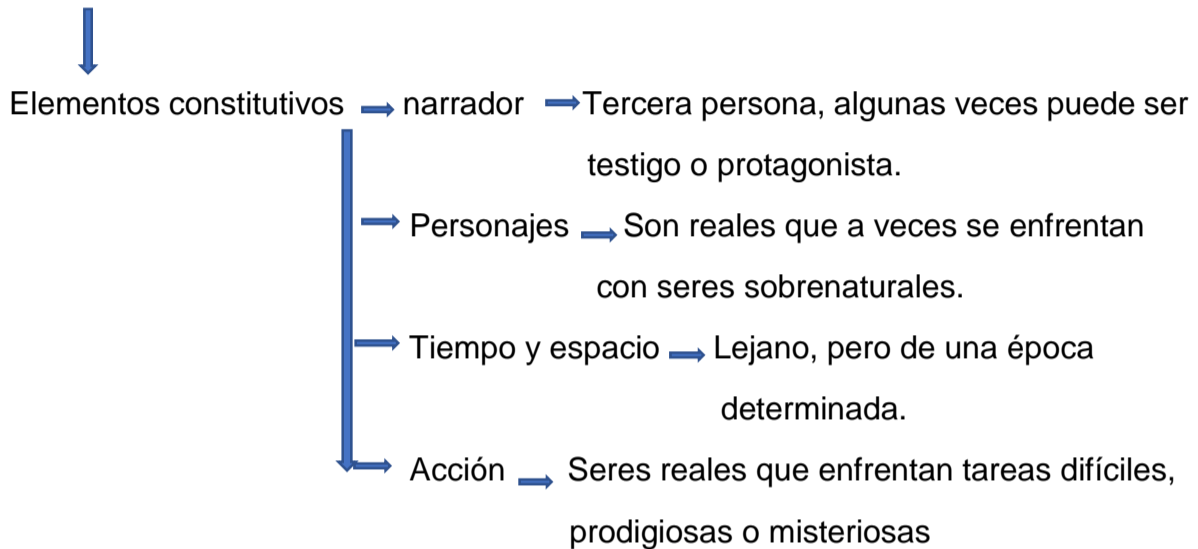 Elementos constitutivos narrador Tercera persona, algunas veces puede ser
testigo o protagonista.
Personajes Son reales que a veces se enfrentan
con seres sobrenaturales.
Tiempo y espacio Lejano, pero de una época
determinada.
Acción Seres reales que enfrentan tareas difíciles,
prodigiosas o misteriosas